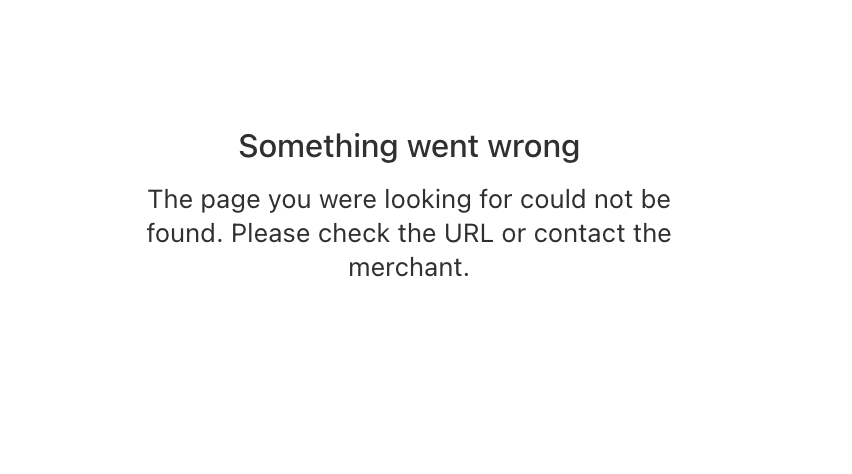 Something went wrong
The page you were looking for could not be
found. Please check the URL or contact the
merchant.